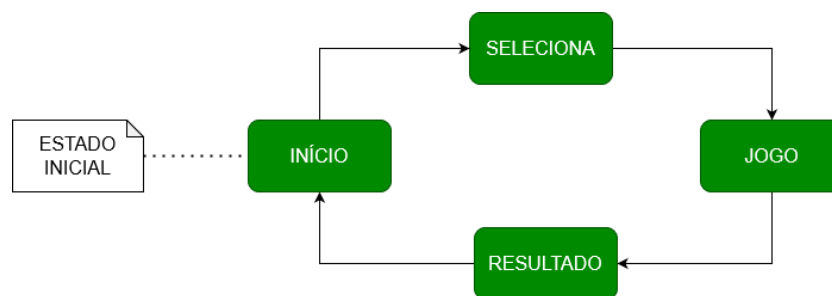 SELECIONA
ESTADO
INICIAL
INÍCIO
JOGO
RESULTADO